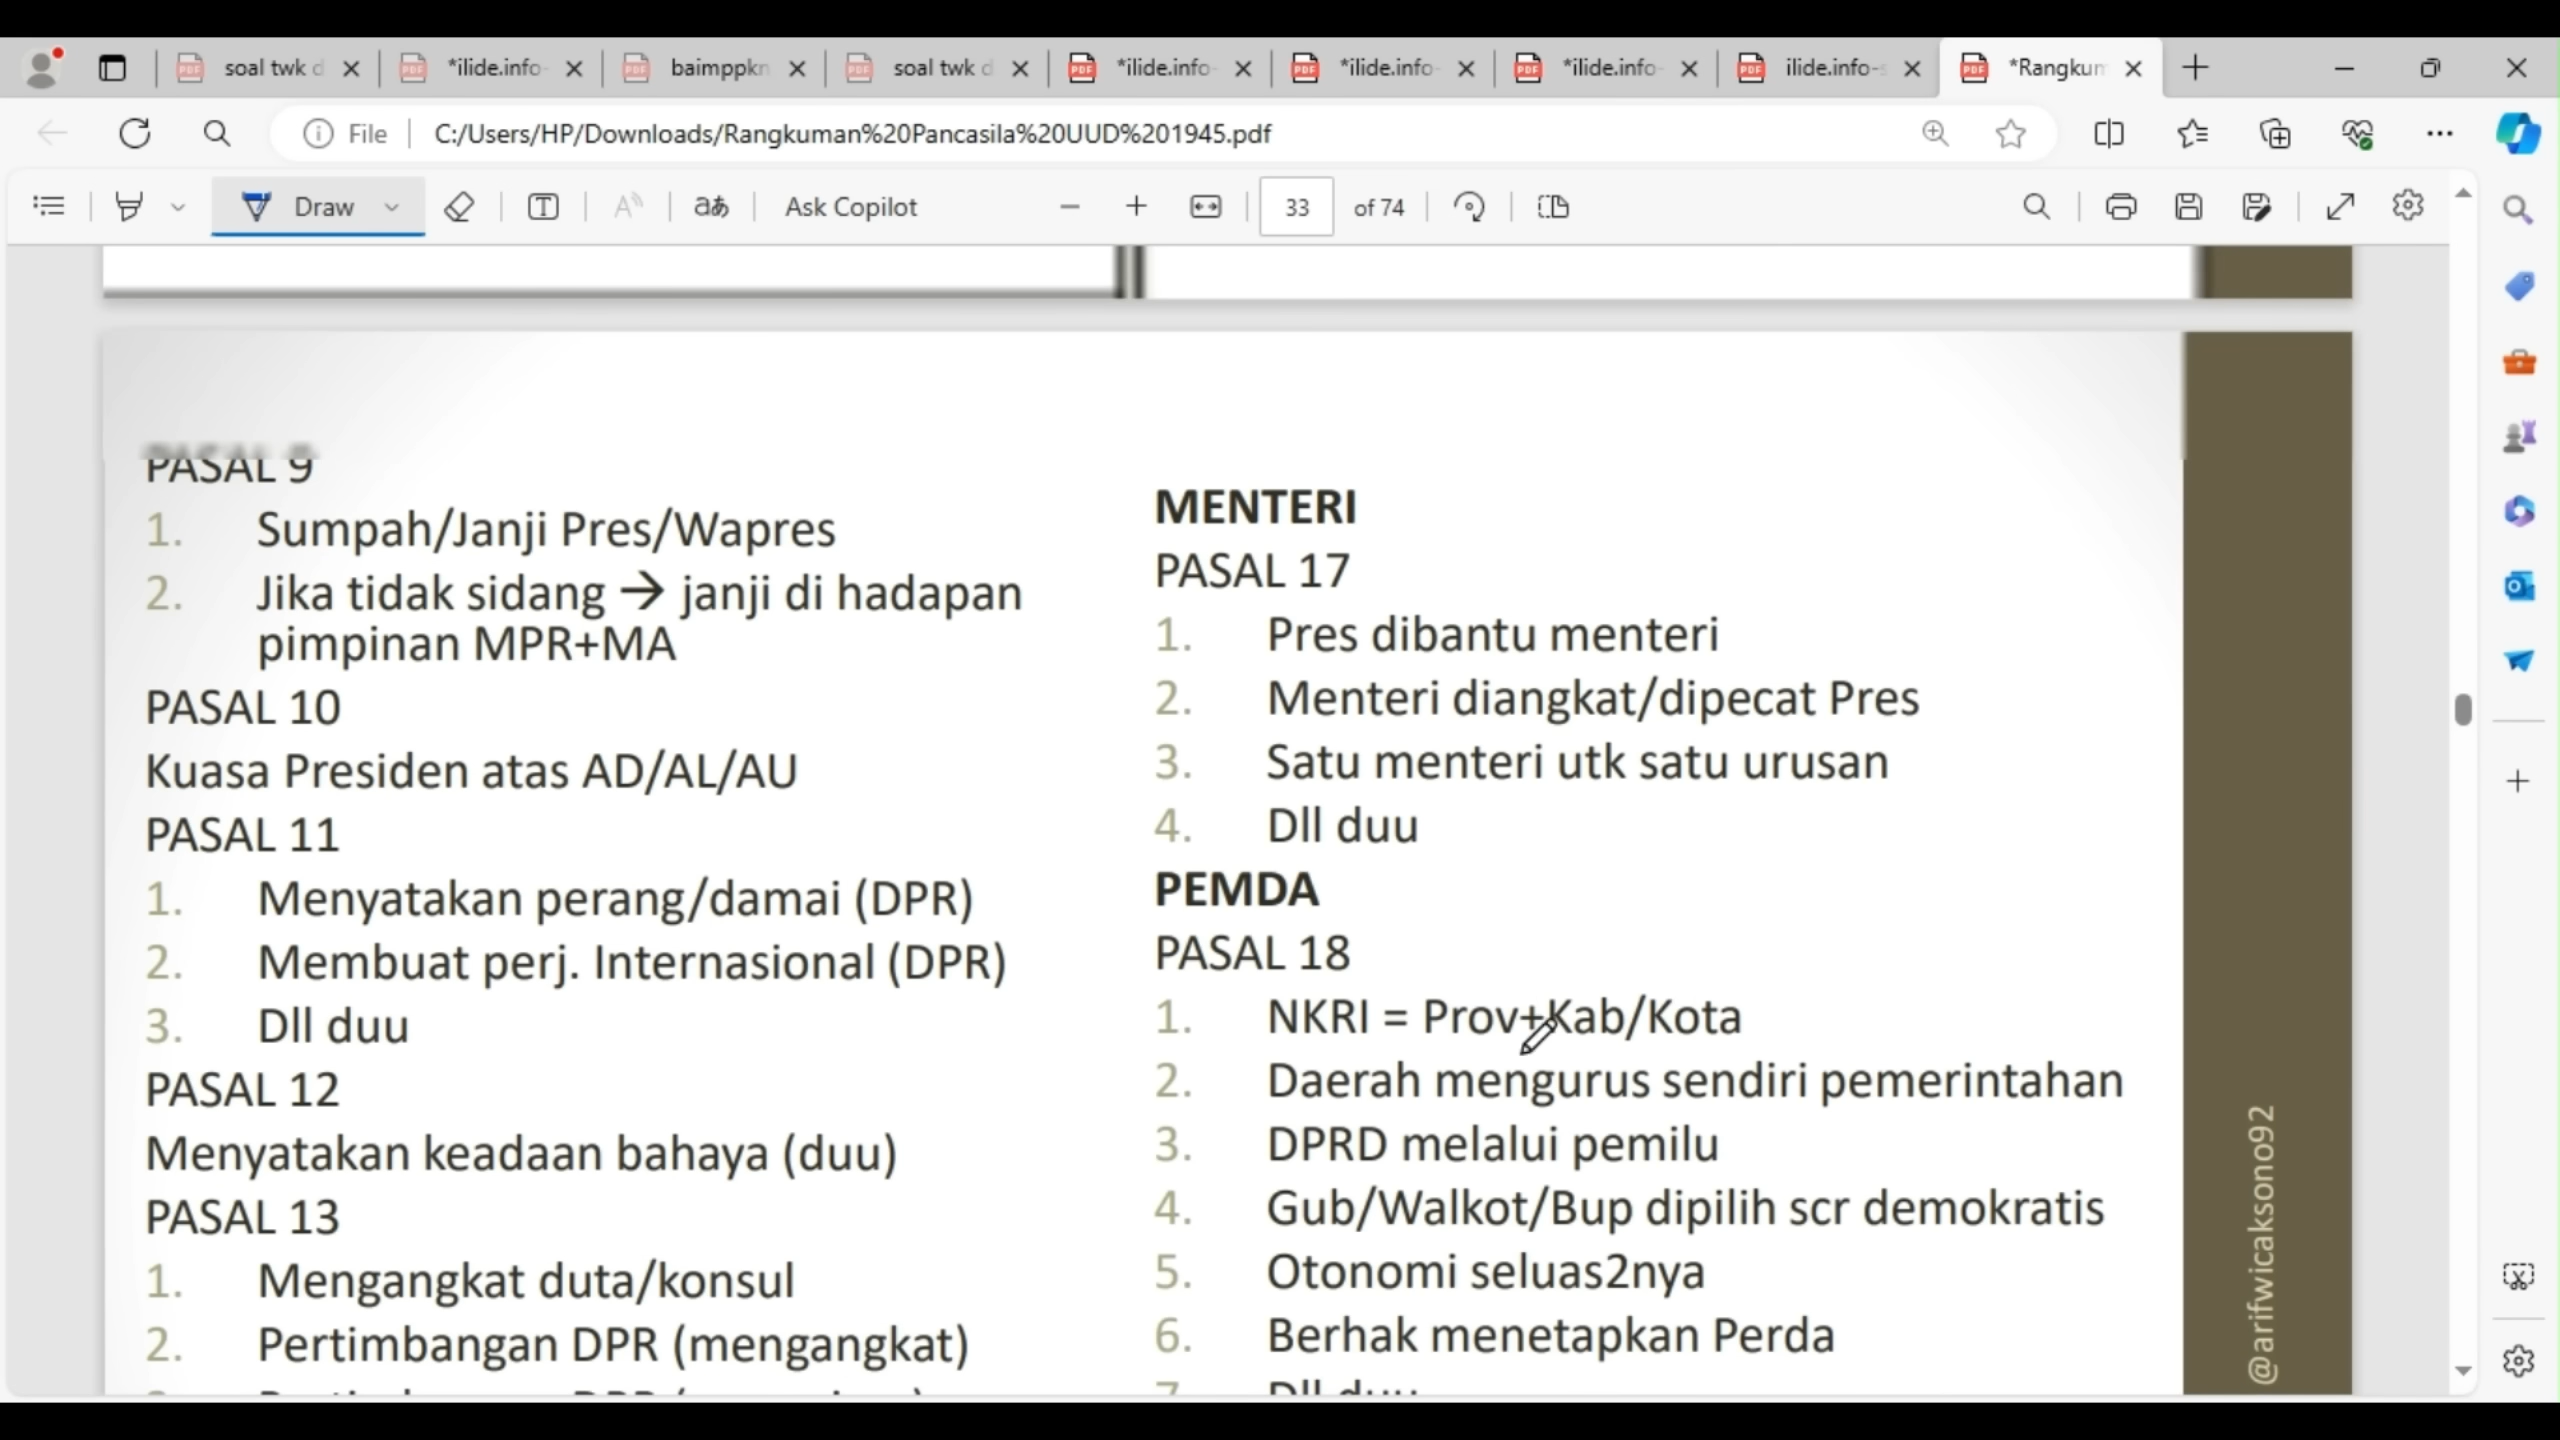 soal twk d
*ilide.info-
baimppkn
soal twk d
*ilide.info-
*ilide.info-
*ilide.info-
ilide.info-s
*Rangkum
File
C:/Users/HP/Downloads/Rangkuman%20Pancasila%20UUD%201945.pdf
Draw
Ask Copilot
33
of 74
PASAL 9
1. Sumpah/Janji Pres/Wapres
2. Jika tidak sidang → janji di hadapan
pimpinan MPR+MA
PASAL 10
Kuasa Presiden atas AD/AL/AU
PASAL 11
1. Menyatakan perang/damai (DPR)
2. Membuat perj. Internasional (DPR)
3. Dll duu
PASAL 12
Menyatakan keadaan bahaya (duu)
PASAL 13
1. Mengangkat duta/konsul
2. Pertimbangan DPR (mengangkat)
MENTERI
PASAL 17
1. Pres dibantu menteri
2. Menteri diangkat/dipecat Pres
3. Satu menteri utk satu urusan
4. Dll duu
PEMDA
PASAL 18
1. NKRI = Prov+Kab/Kota
2. Daerah mengurus sendiri pemerintahan
3. DPRD melalui pemilu
4. Gub/Walkot/Bup dipilih scr demokratis
5. Otonomi seluas2nya
6. Berhak menetapkan Perda
7. Dll duu
@arifwicaksono92